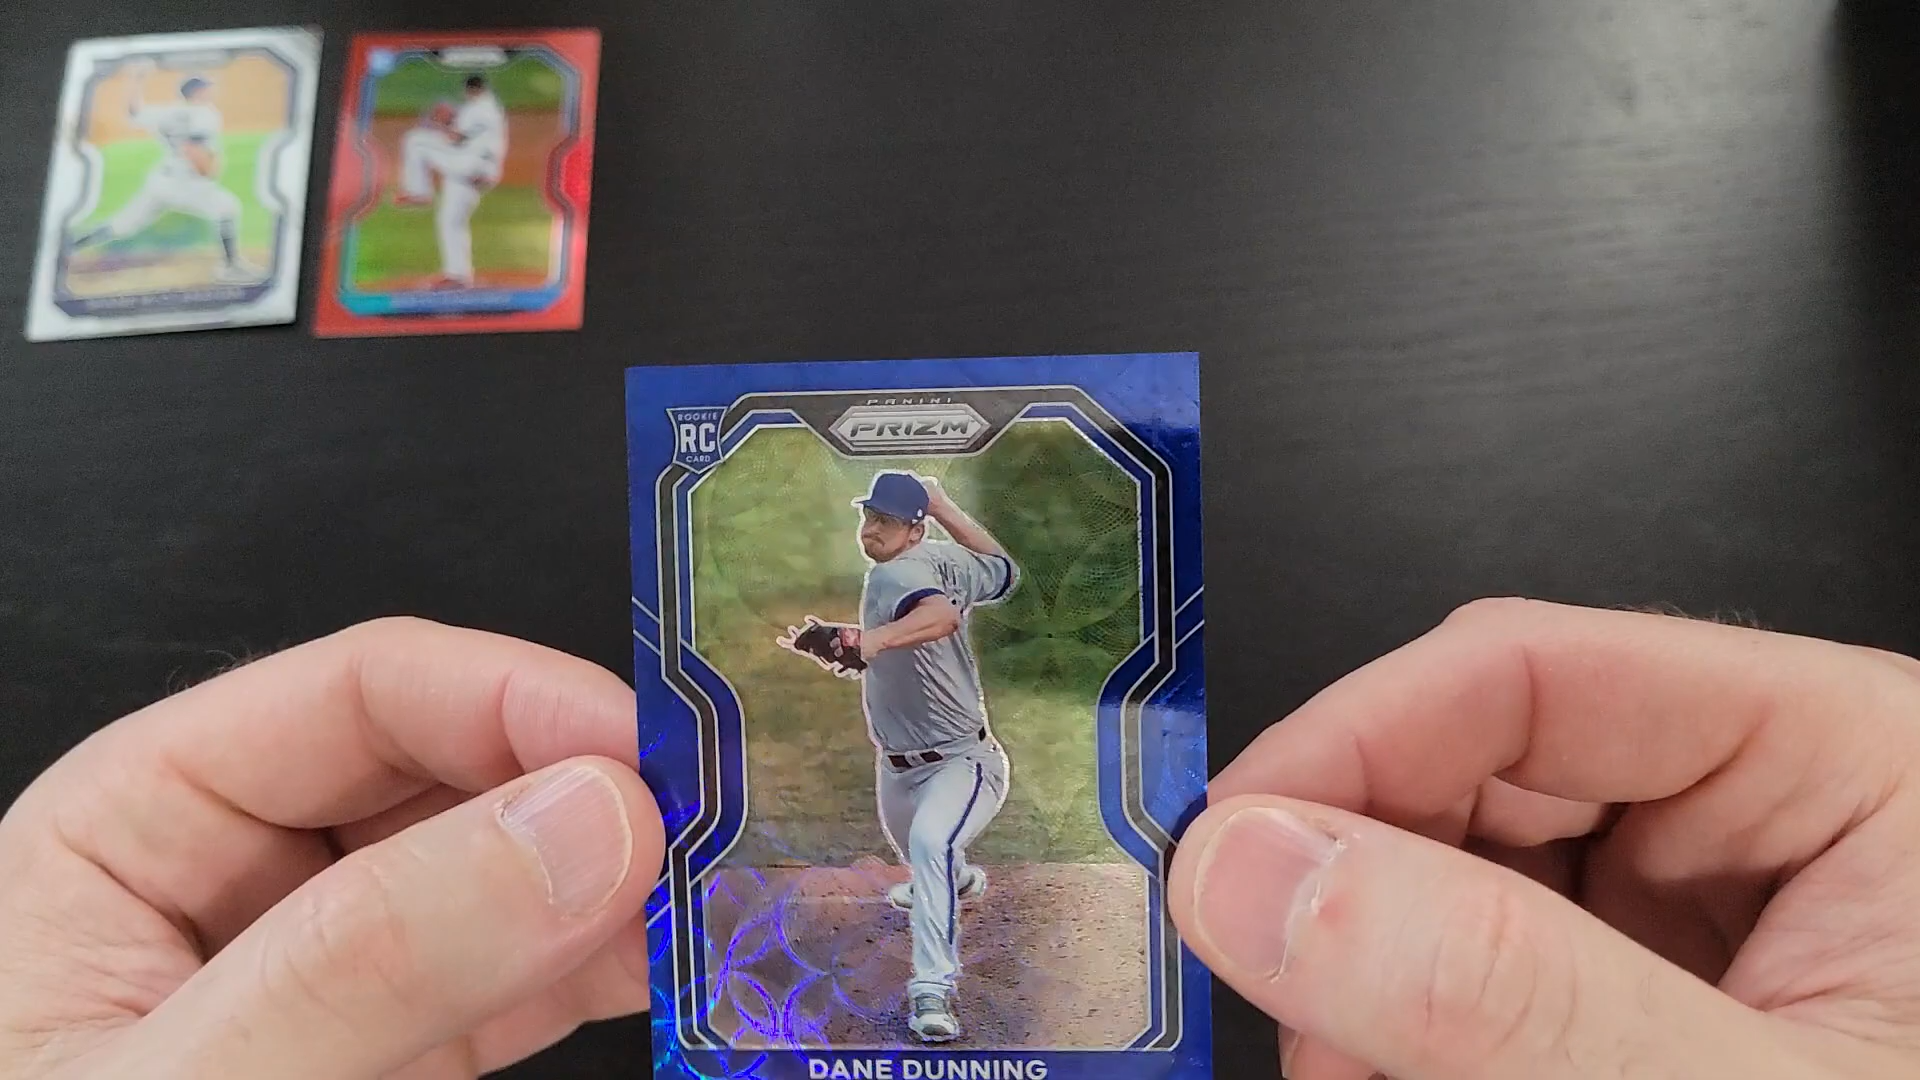 PANINI
PRIZM
ROOKIE
RC
CARD
DANE DUNNING